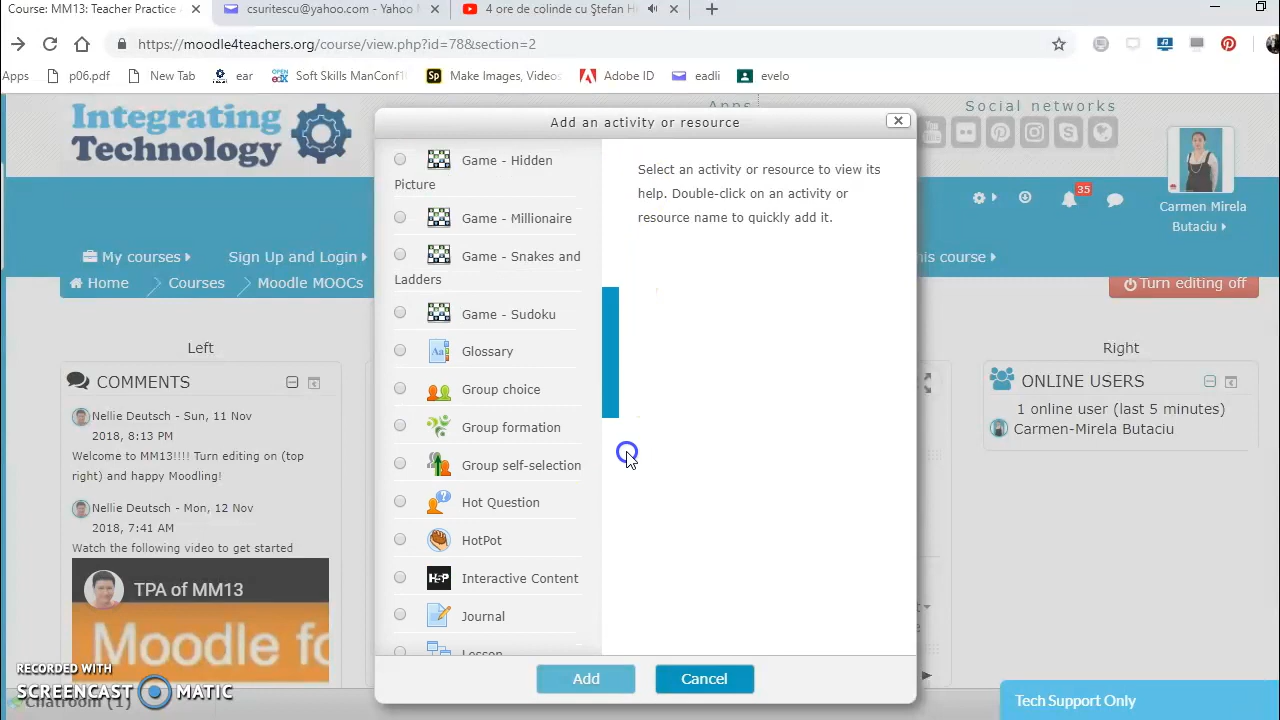 Course: MM13: Teacher Practice
csuritescu@yahoo.com - Yahoo
4 ore de colinde cu Ştefan H
https://moodle4teachers.org/course/view.php?id=78&section=2
Apps
p06.pdf
New Tab
ear
Soft Skills ManConf1
Make Images, Videos
Adobe ID
eadli
evelo
Integrating
Technology
Apps
Social networks
Add an activity or resource
35
Carmen Mirela
Butaciu
My courses
Sign Up and Login
his course
Home
Courses
Moodle MOOCs
Turn editing off
Game - Hidden
Picture
Game - Millionaire
Game - Snakes and
Ladders
Game - Sudoku
Glossary
Group choice
Group formation
Group self-selection
Hot Question
HotPot
Interactive Content
Journal
Lesson
Select an activity or resource to view its
help. Double-click on an activity or
resource name to quickly add it.
Add
Cancel
Left
COMMENTS
Nellie Deutsch - Sun, 11 Nov
2018, 8:13 PM
Welcome to MM13!!!! Turn editing on (top
right) and happy Moodling!
Nellie Deutsch - Mon, 12 Nov
2018, 7:41 AM
Watch the following video to get started
TPA of MM13
Moodle fo
Right
ONLINE USERS
1 online user (last 5 minutes)
Carmen-Mirela Butaciu
RECORDED WITH
SCREENCAST MATIC
Chatroom (1)
Tech Support Only